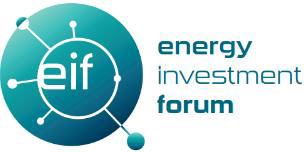 eif
energy
investment
forum